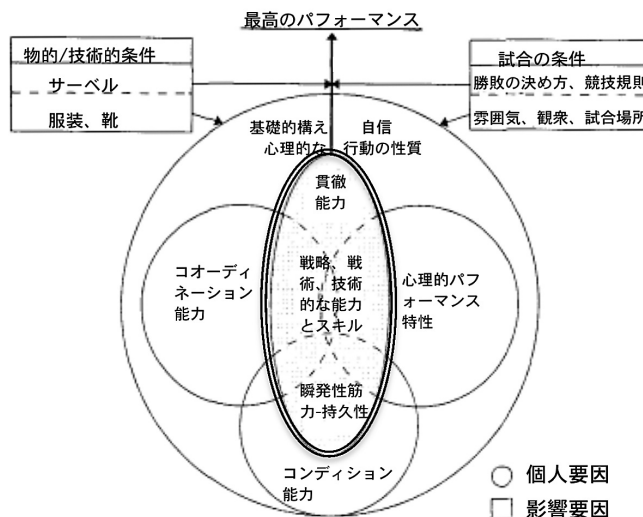 最高のパフォーマンス
物的/技術的条件
サーベル
服装、靴
試合の条件
勝敗の決め方、競技規則
雰囲気、観衆、試合場所
基礎的構え
心理的な
自信
行動の性質
貫徹
能力
コオーディ
ネーション
能力
戦略、戦
術、技術
的な能力
とスキル
心理的パフ
ォーマンス
特性
瞬発性筋
力-持久性
コンディション
能力
個人要因
影響要因